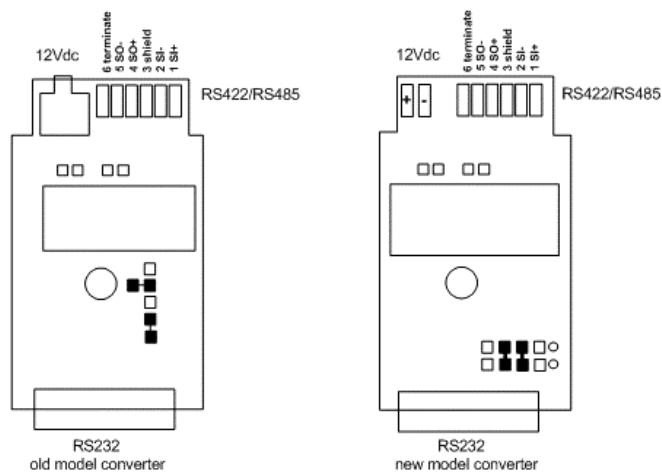 12Vdc
6 terminate
5 SO-
4 SO+
3 shield
2 SI-
1 SI+
RS422/RS485
RS232
old model converter
12Vdc
+ -
6 terminate
5 SO-
4 SO+
3 shield
2 SI-
1 SI+
RS422/RS485
RS232
new model converter